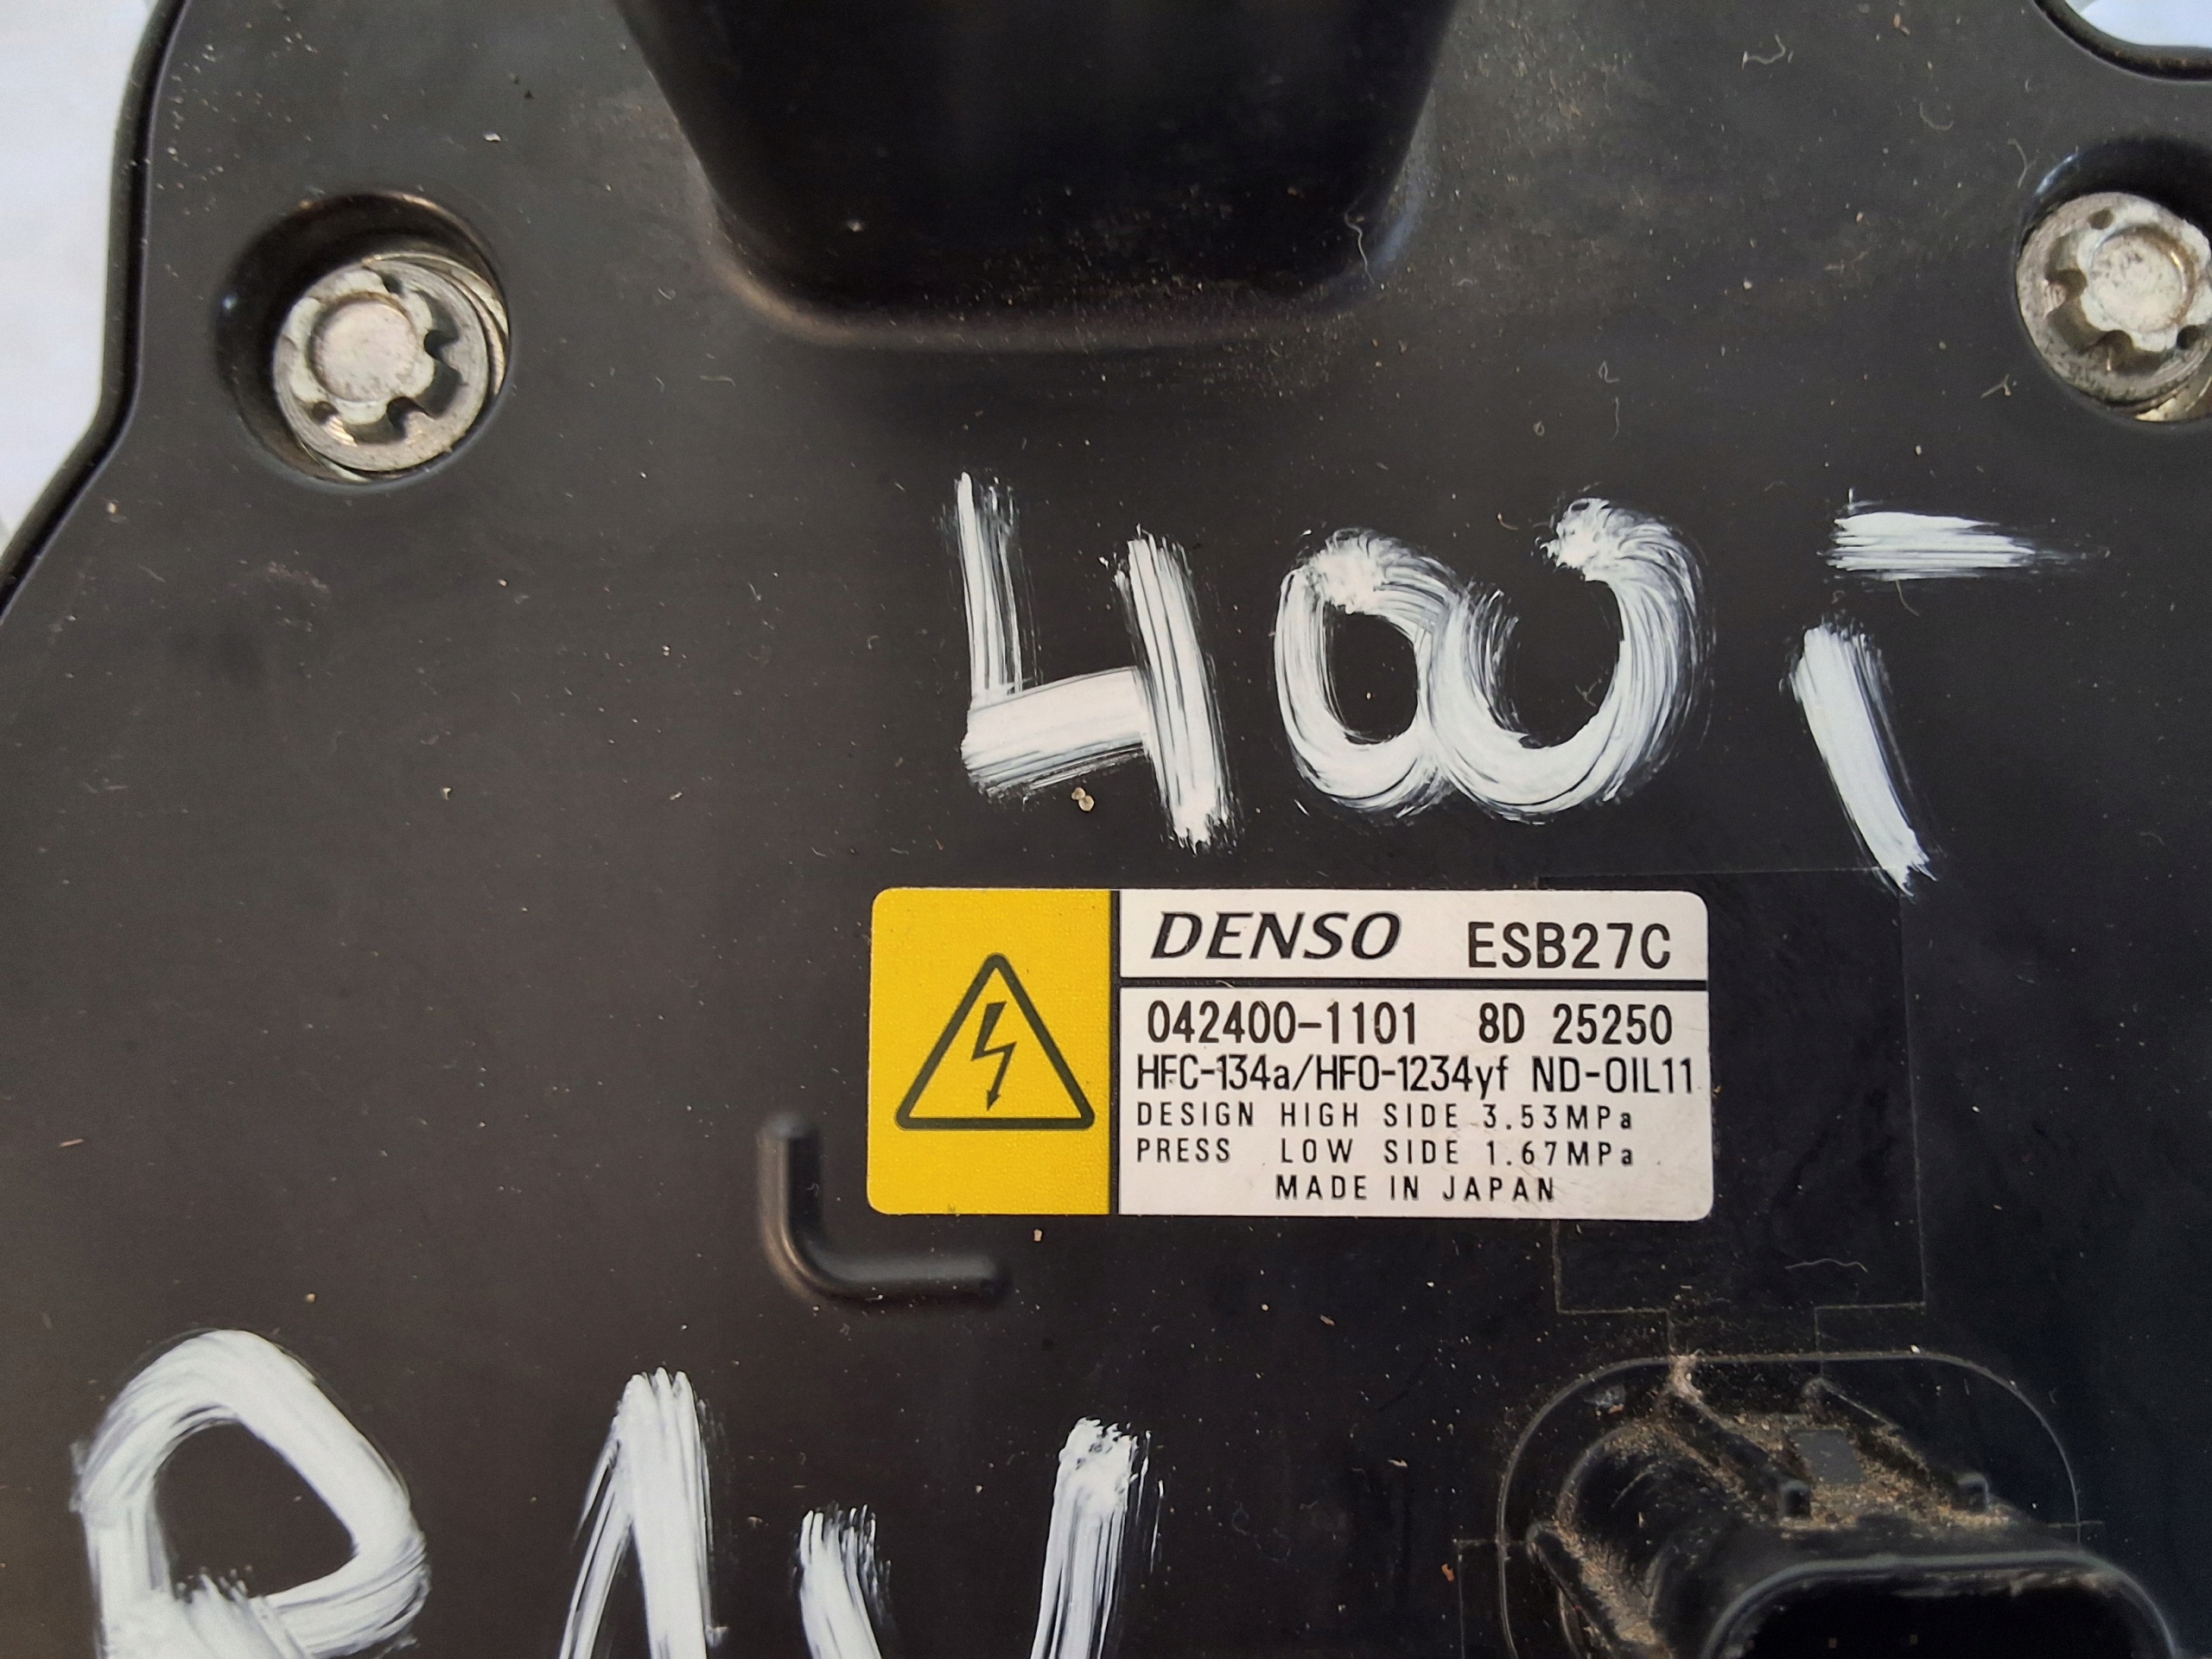 DENSO ESB27C
042400-1101 8D 25250
HFC-134a/HFO-1234yf ND-OIL11
DESIGN HIGH SIDE 3.53MPa
PRESS LOW SIDE 1.67MPa
MADE IN JAPAN